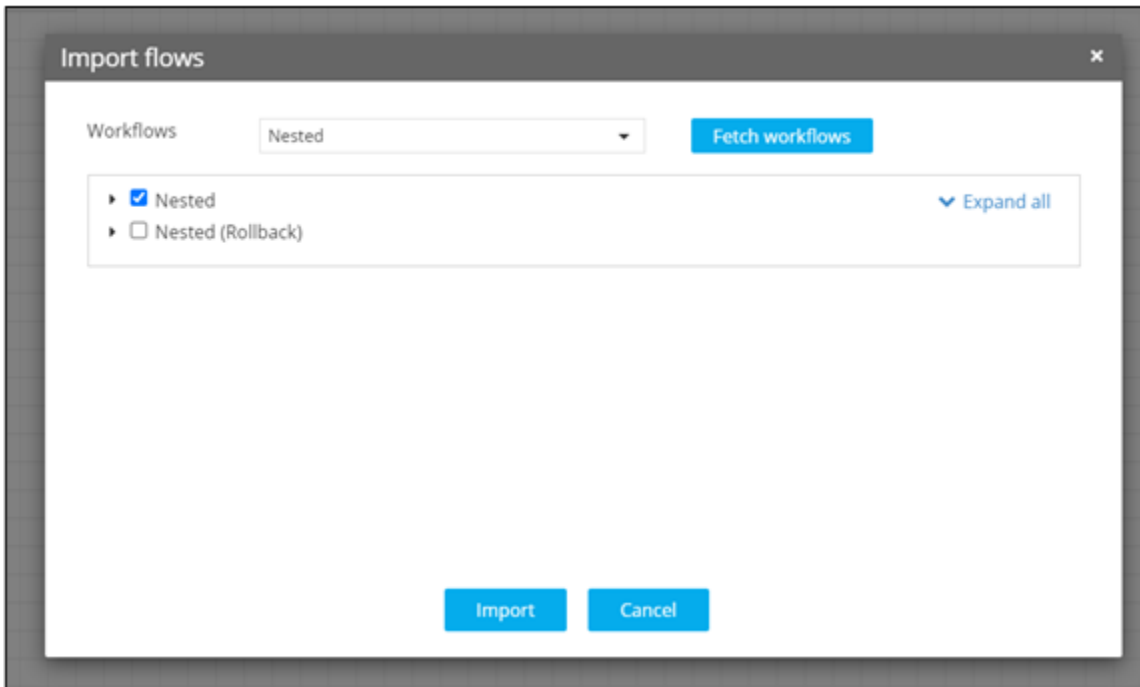 Import flows
Workflows Nested Fetch workflows
Nested Expand all
Nested (Rollback)
Import Cancel